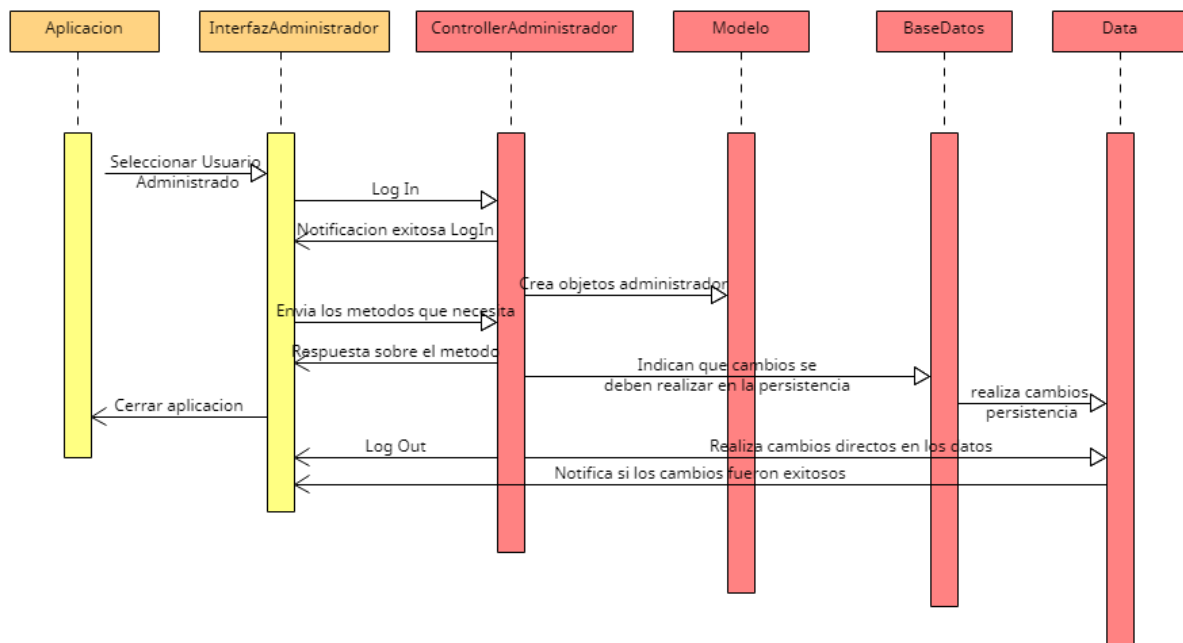 Aplicacion
InterfazAdministrador
ControllerAdministrador
Modelo
BaseDatos
Data
Seleccionar Usuario
Administrado
Log In
Notificacion exitosa LogIn
Crea objetos administrador
Envia los metodos que necesita
Respuesta sobre el metodo
Indican que cambios se
deben realizar en la persistencia
realiza cambios
persistencia
Cerrar aplicacion
Log Out
Realiza cambios directos en los datos
Notifica si los cambios fueron exitosos